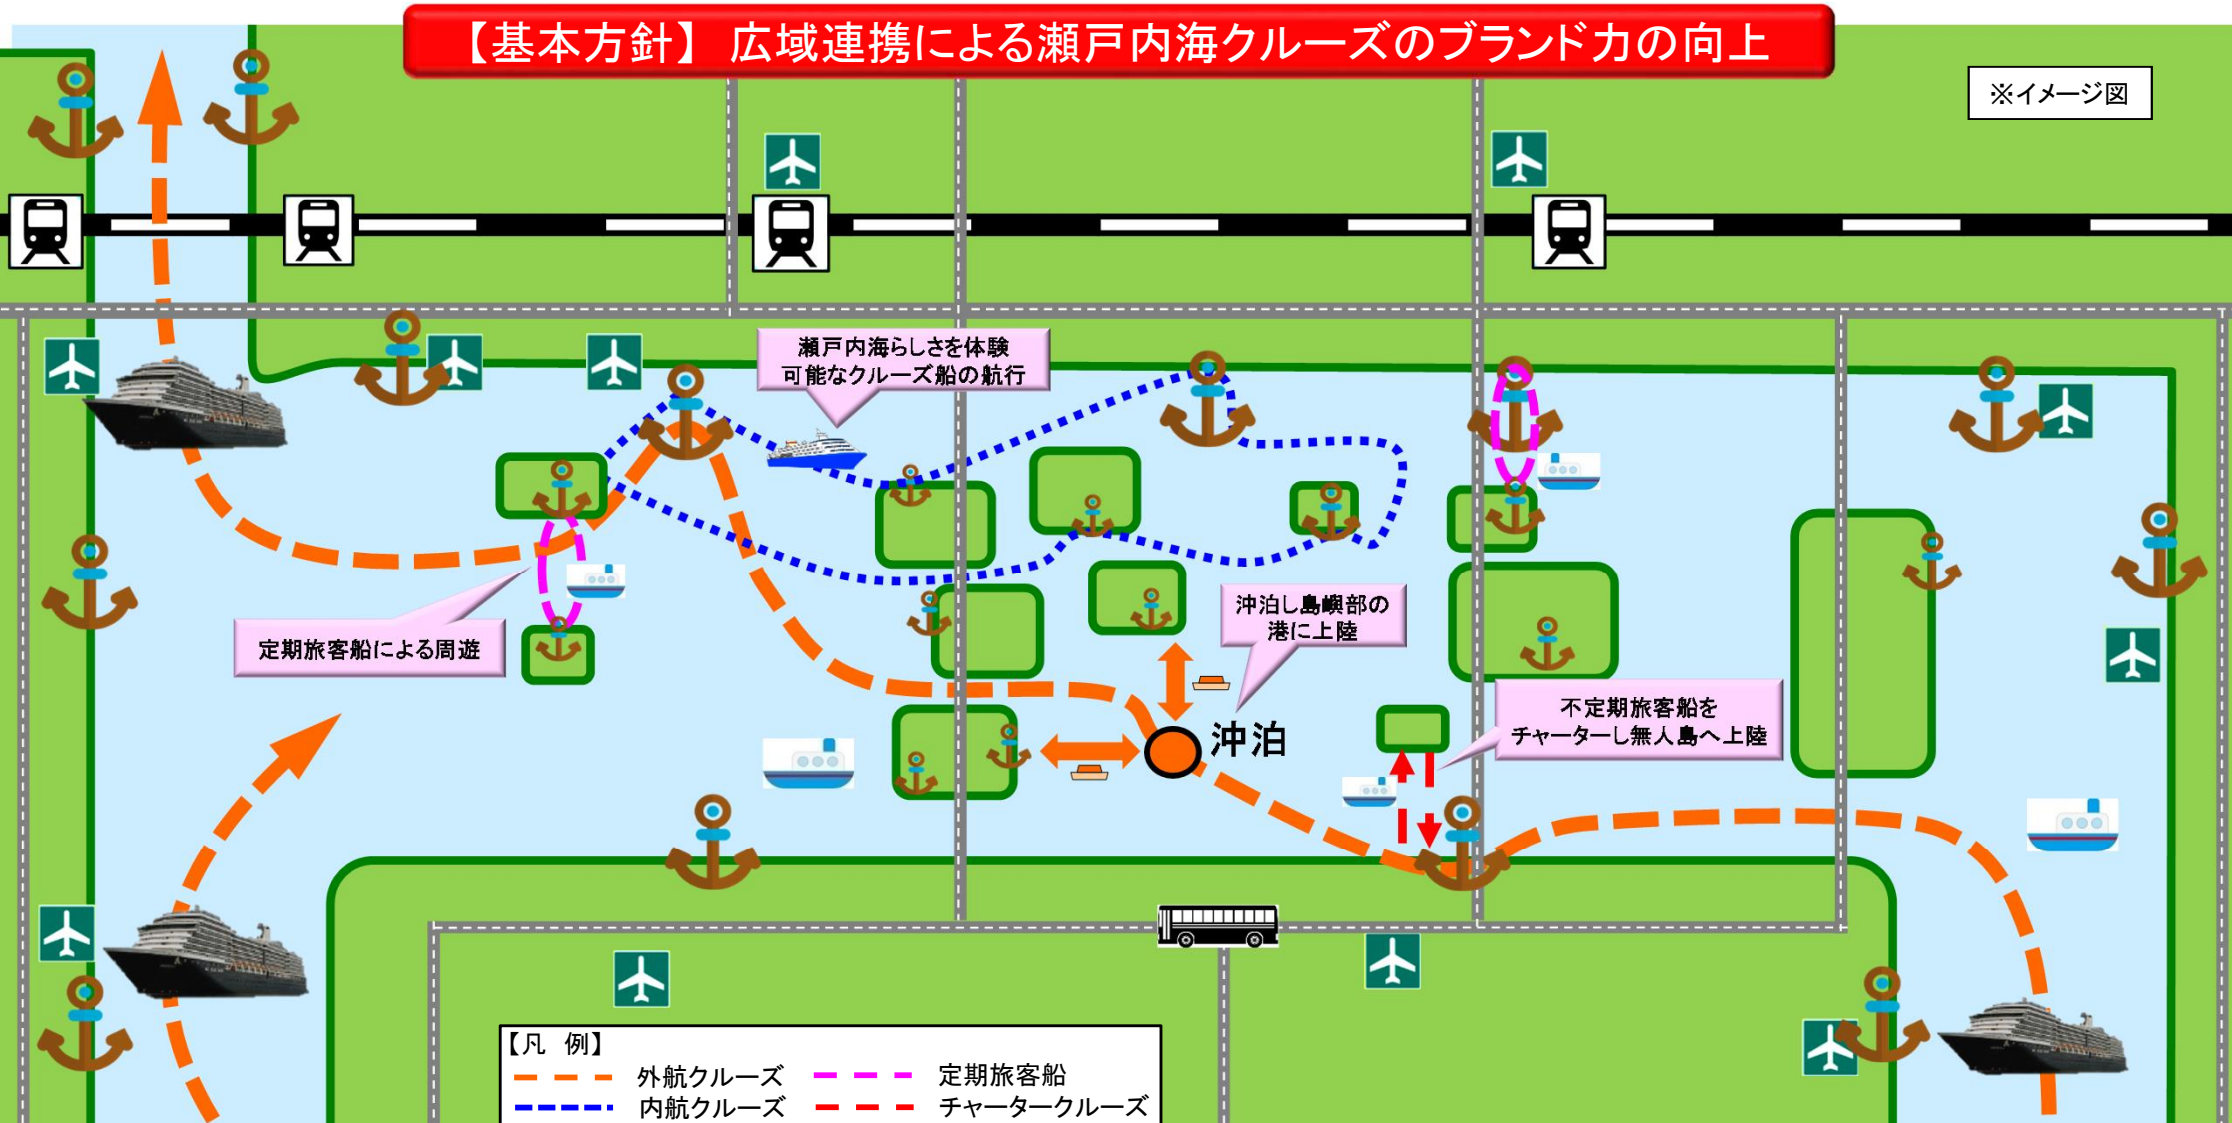 【基本方針】 広域連携による瀬戸内海クルーズのブランド力の向上
※イメージ図
瀬戸内海らしさを体験
可能なクルーズ船の航行
沖泊し島嶼部の
港に上陸
定期旅客船による周遊
不定期旅客船を
チャーターし無人島へ上陸
沖泊
【凡 例】
外航クルーズ
定期旅客船
内航クルーズ
チャータークルーズ